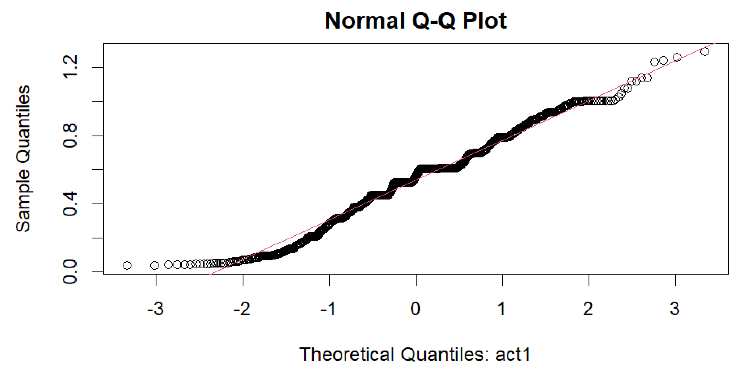 Normal Q-Q Plot
Sample Quantiles
1.2
0.8
0.4
0.0
-3 -2 -1 0 1 2 3
Theoretical Quantiles: act1